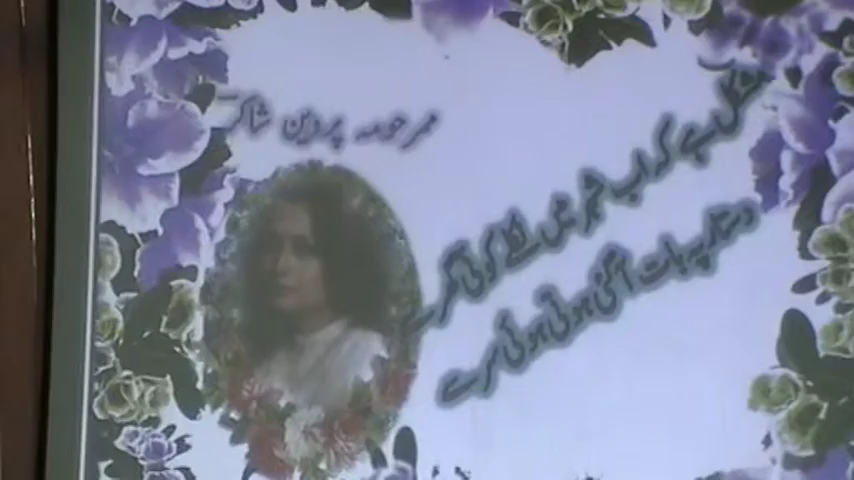 مرحومہ پروین شاکر
مشکل ہے کہ اب شہر میں نکلے کوئی گھر سے
دستار پہ بات آ گئی ہوتی ہوئی سر سے